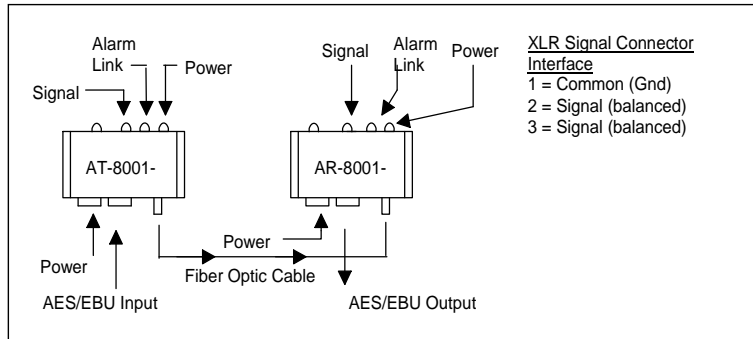 Alarm
Link
Power
Signal
AT-8001-
Power
AES/EBU Input
Fiber Optic Cable
Signal
Alarm
Link
Power
AR-8001-
Power
AES/EBU Output
XLR Signal Connector
Interface
1 = Common (Gnd)
2 = Signal (balanced)
3 = Signal (balanced)